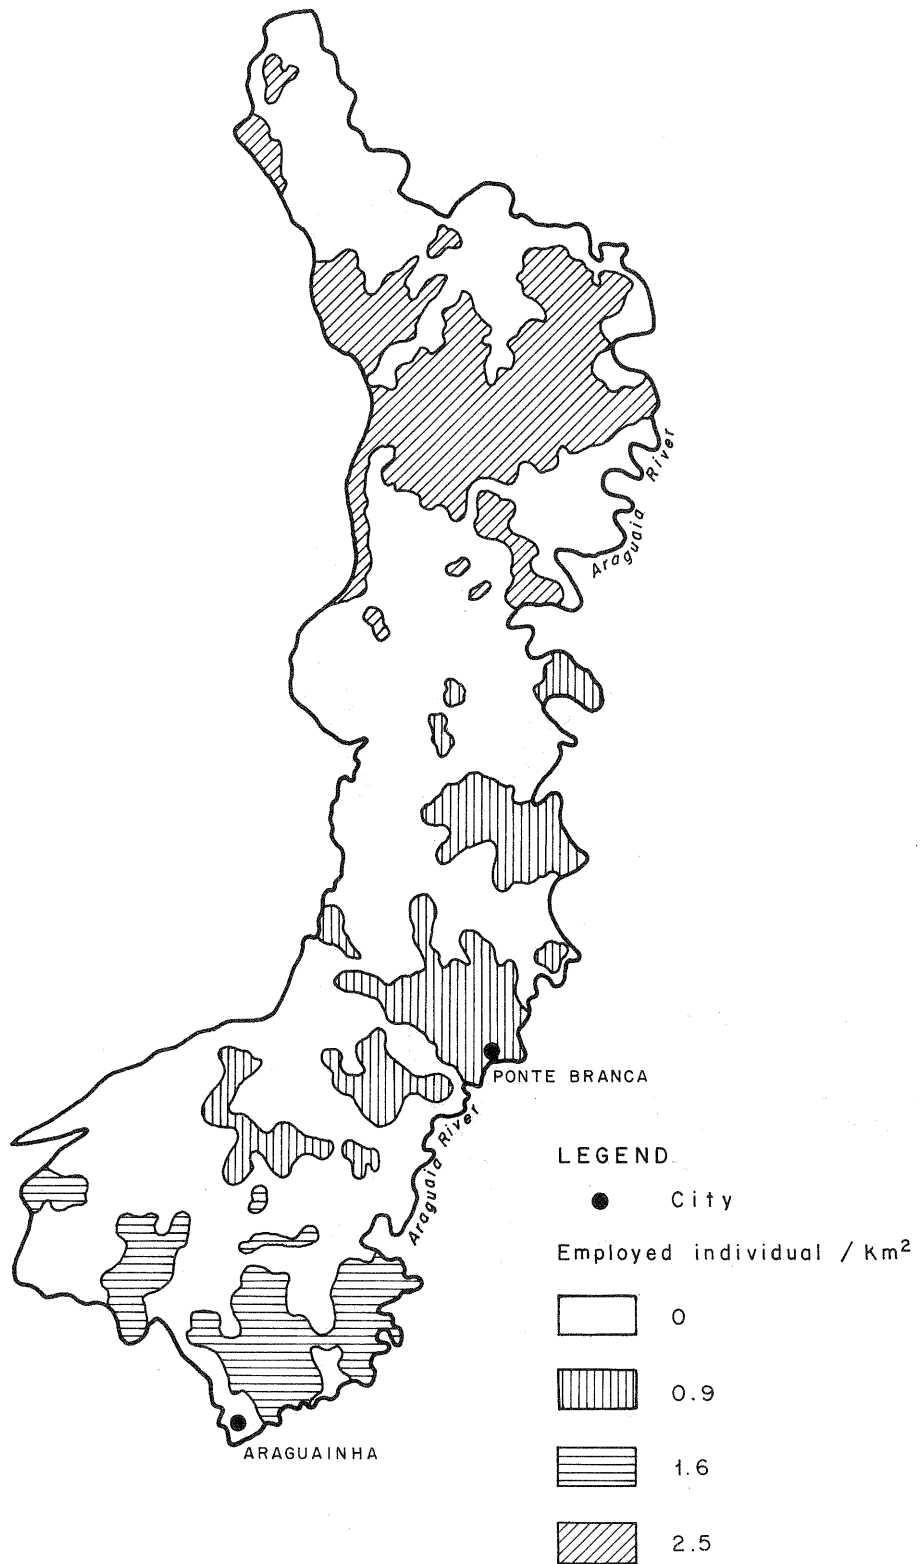 Araguaia River
PONTE BRANCA
Araguaia River
ARAGUAINHA
LEGEND
City
Employed individual / Km²
0
0.9
1.6
2.5